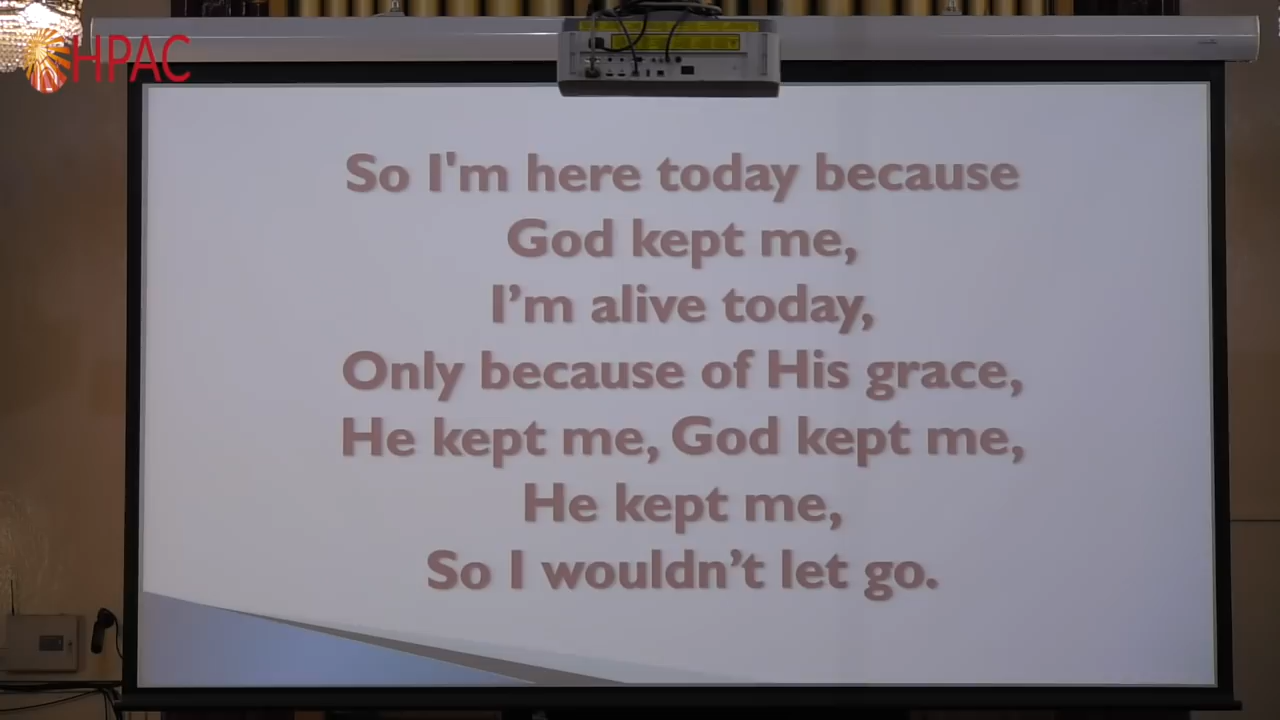 HPAC
So I'm here today because
God kept me,
I’m alive today,
Only because of His grace,
He kept me, God kept me,
He kept me,
So I wouldn’t let go.